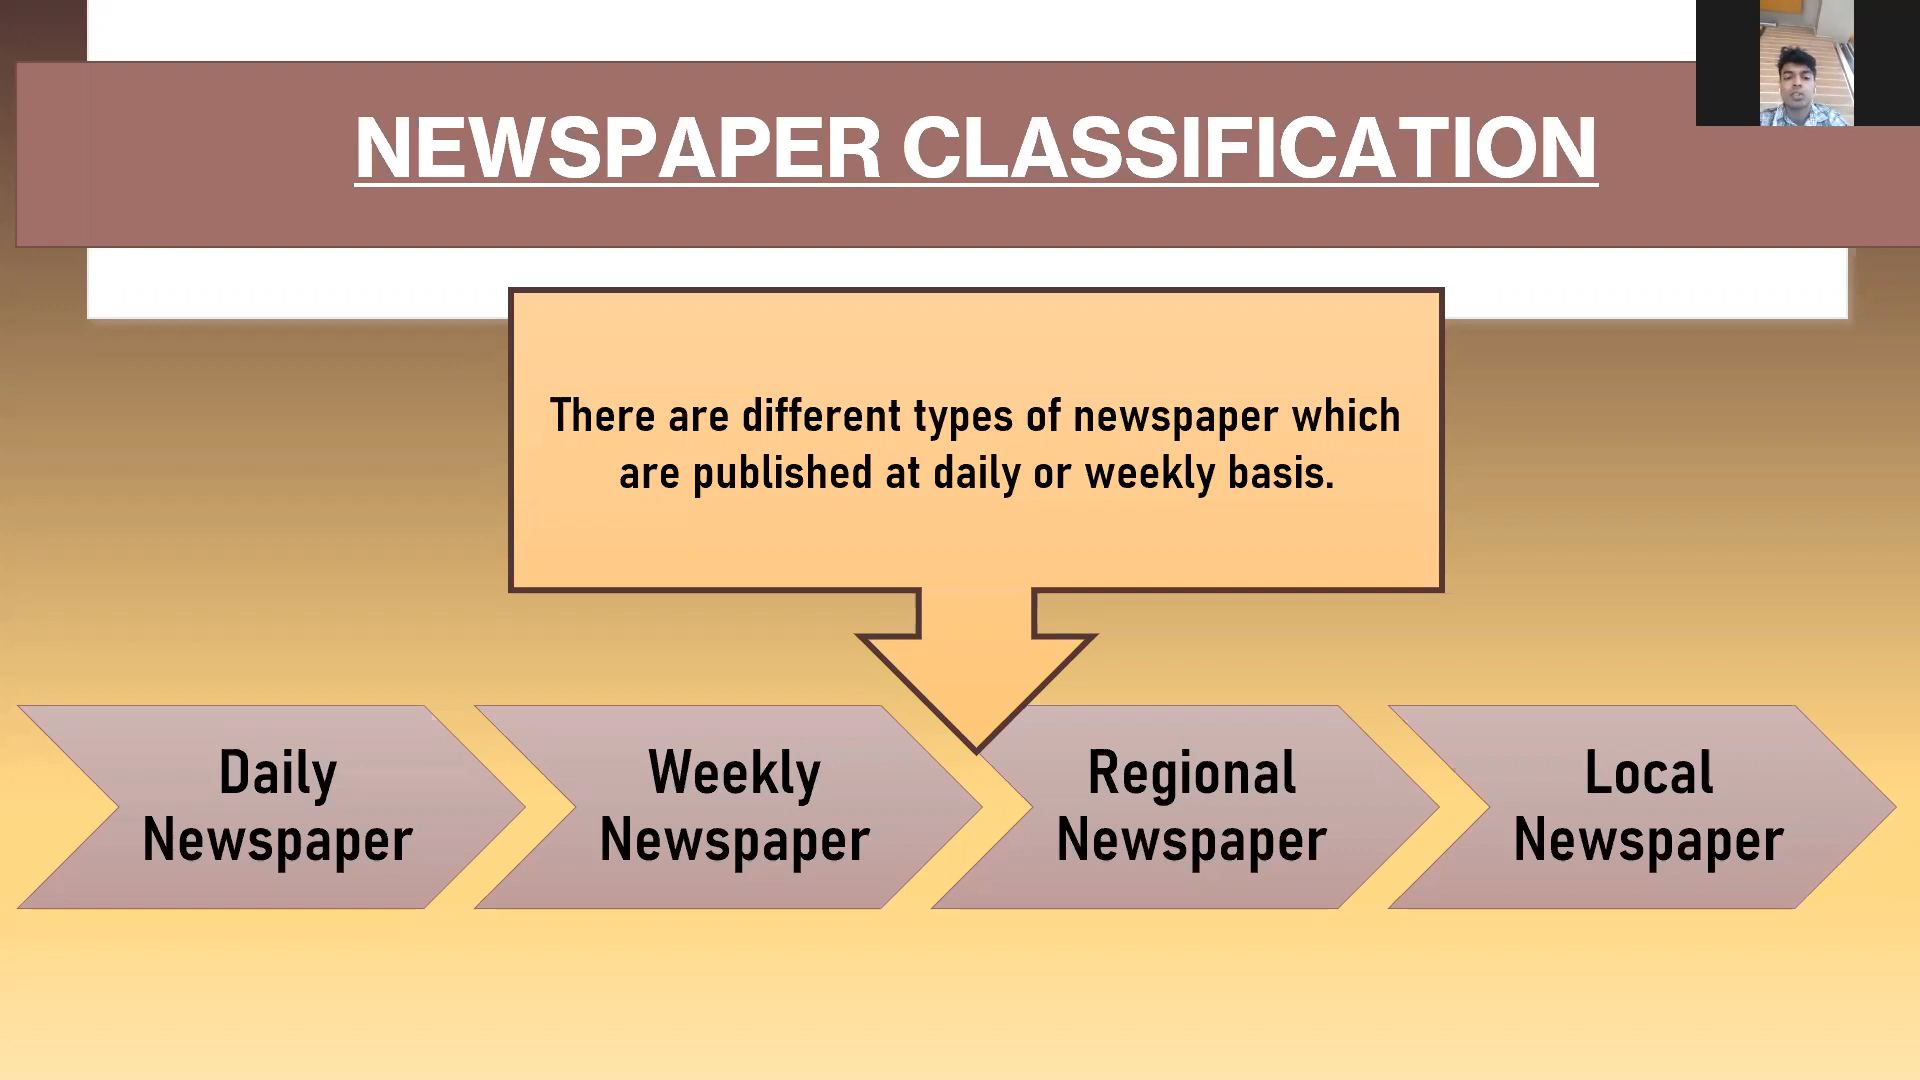 NEWSPAPER CLASSIFICATION
There are different types of newspaper which
are published at daily or weekly basis.
Daily
Newspaper
Weekly
Newspaper
Regional
Newspaper
Local
Newspaper